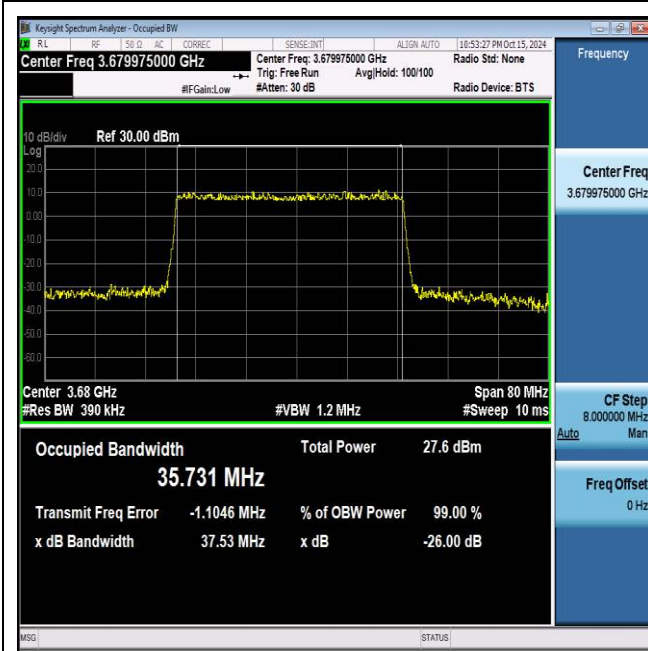 Keysight Spectrum Analyzer - Occupied BW
RL RF 50 Ω AC CORREC SENSE:INT ALIGN AUTO 10:53:27 PM Oct 15, 2024
Center Freq 3.679975000 GHz
Center Freq: 3.679975000 GHz
Radio Std: None
Trig: Free Run Avg|Hold: 100/100
#IFGain:Low
#Atten: 30 dB
Radio Device: BTS
10 dB/div Ref 30.00 dBm
Log
20.0
10.0
0.00
-10.0
-20.0
-30.0
-40.0
-50.0
-60.0
Center 3.68 GHz
Span 80 MHz
#Res BW 390 kHz
#VBW 1.2 MHz
#Sweep 10 ms
Occupied Bandwidth
Total Power 27.6 dBm
35.731 MHz
Transmit Freq Error -1.1046 MHz
% of OBW Power 99.00 %
x dB Bandwidth 37.53 MHz
x dB -26.00 dB
MSG
STATUS
Frequency
Center Freq
3.679975000 GHz
CF Step
8.000000 MHz
Auto Man
Freq Offset
0 Hz